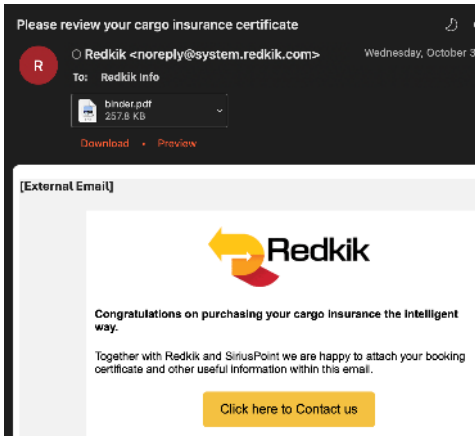 Please review your cargo insurance certificate
R
Redkik <noreply@system.redkik.com>
Wednesday, October 3
To: Redkik Info
binder.pdf
257.8 KB
Download • Preview
[External Email]
Redkik
Congratulations on purchasing your cargo insurance the intelligent
way.
Together with Redkik and SiriusPoint we are happy to attach your booking
certificate and other useful information within this email.
Click here to Contact us